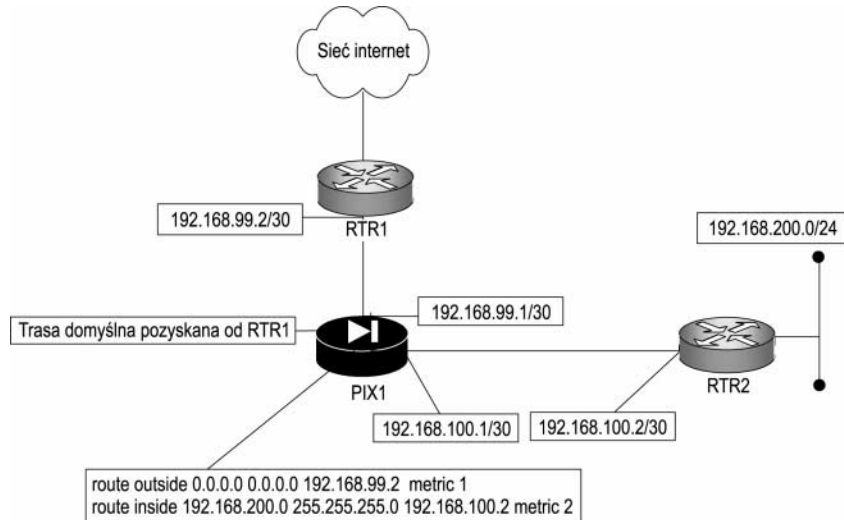 Sieć internet
192.168.99.2/30
RTR1
192.168.200.0/24
192.168.99.1/30
Trasa domyślna pozyskana od RTR1
PIX1
RTR2
192.168.100.1/30
192.168.100.2/30
route outside 0.0.0.0 0.0.0.0 192.168.99.2 metric 1
route inside 192.168.200.0 255.255.255.0 192.168.100.2 metric 2